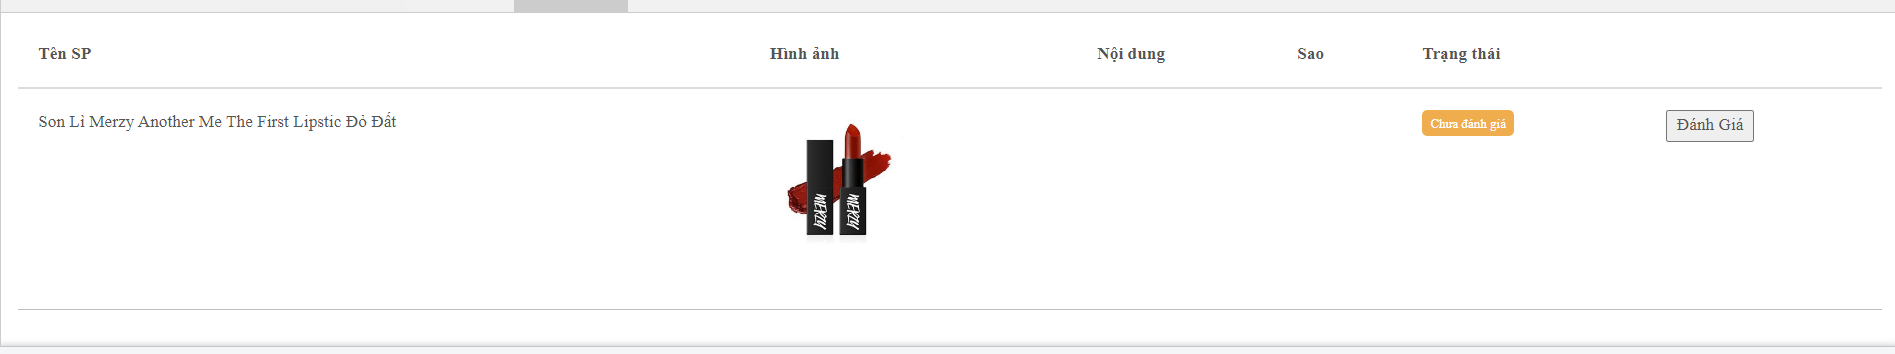 Tên SP Hình ảnh Nội dung Sao Trạng thái
Son Lì Merzy Another Me The First Lipstic Đỏ Đất Chưa đánh giá Đánh Giá
MERZY MERZY